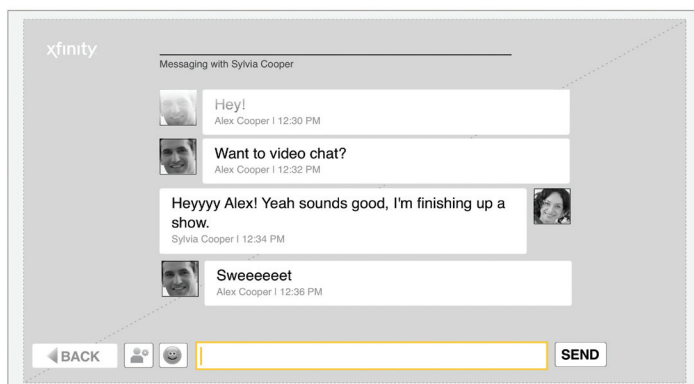 xfinity
Messaging with Sylvia Cooper
Hey!
Alex Cooper | 12:30 PM
Want to video chat?
Alex Cooper | 12:32 PM
Heyyyy Alex! Yeah sounds good, I'm finishing up a
show.
Sylvia Cooper | 12:34 PM
Sweeeeeet
Alex Cooper | 12:36 PM
BACK
SEND